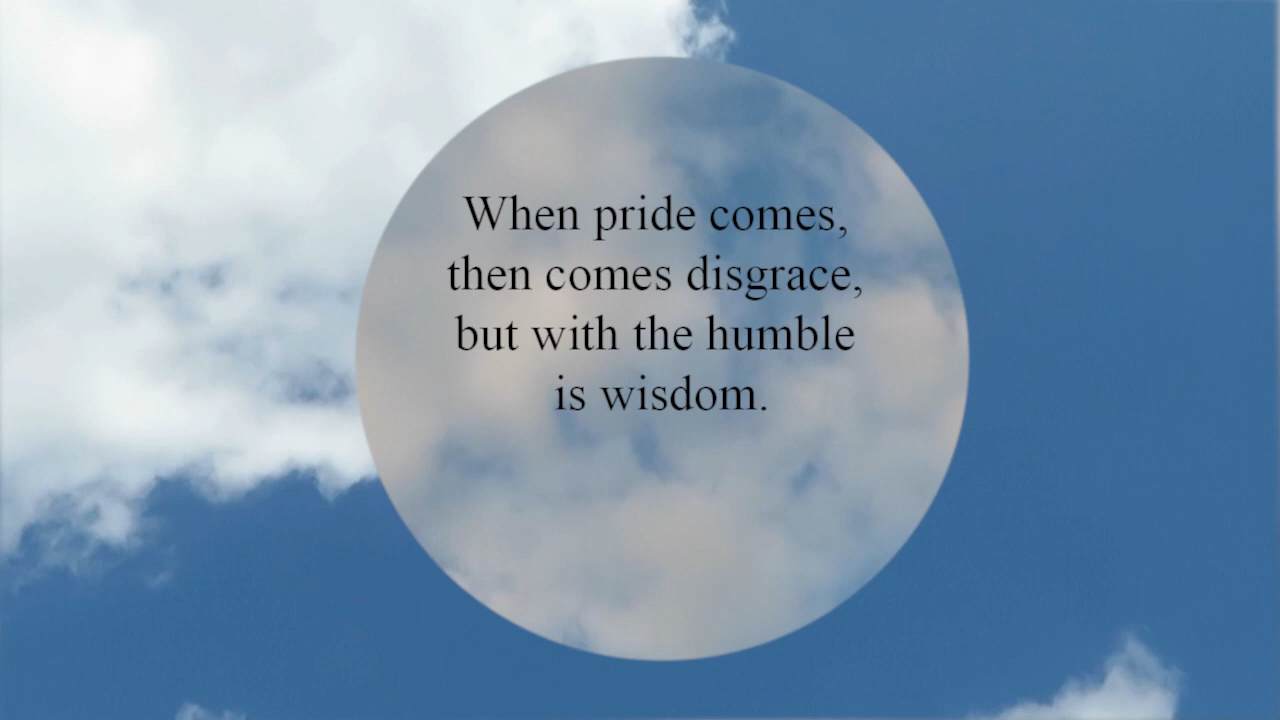 When pride comes,
then comes disgrace,
but with the humble
is wisdom.